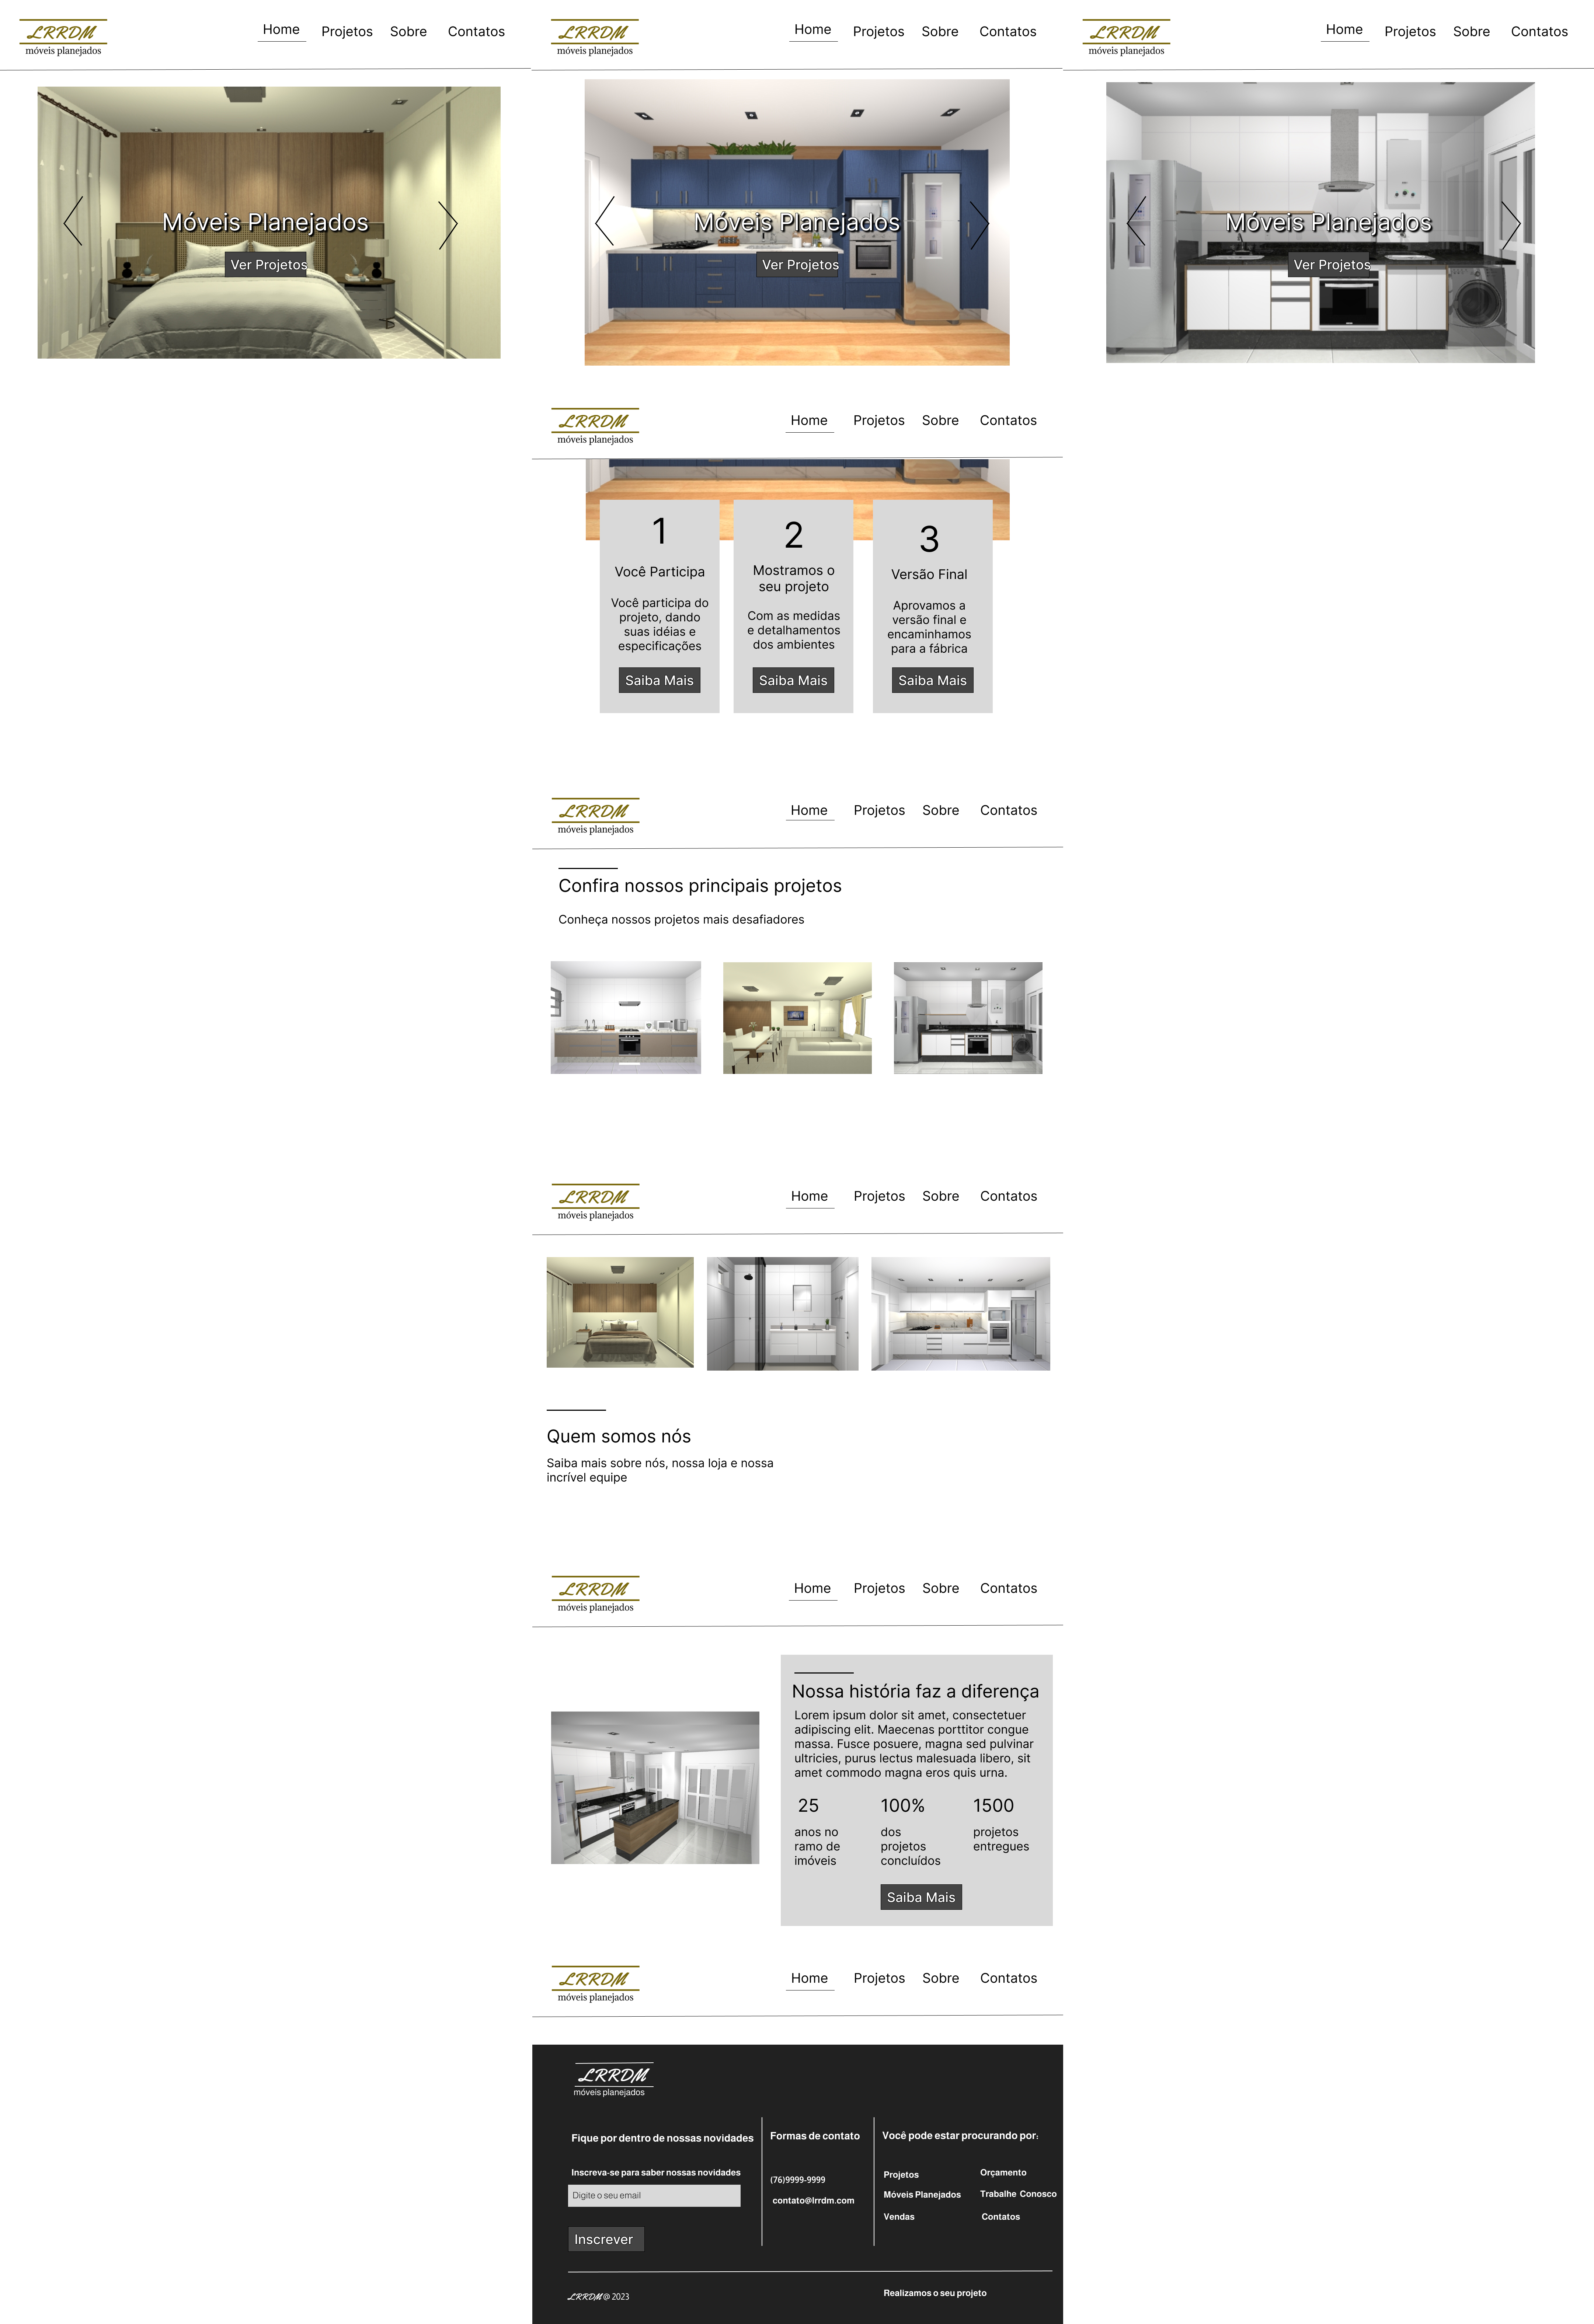 LRRDM
móveis planejados
Home Projetos Sobre Contatos
Móveis Planejados
Ver Projetos
LRRDM
móveis planejados
Home Projetos Sobre Contatos
Móveis Planejados
Ver Projetos
LRRDM
móveis planejados
Home Projetos Sobre Contatos
Móveis Planejados
Ver Projetos
LRRDM
móveis planejados
Home Projetos Sobre Contatos
1
Você Participa
Você participa do
projeto, dando
suas idéias e
especificações
Saiba Mais
2
Mostramos o
seu projeto
Com as medidas
e detalhamentos
dos ambientes
Saiba Mais
3
Versão Final
Aprovamos a
versão final e
encaminhamos
para a fábrica
Saiba Mais
LRRDM
móveis planejados
Home Projetos Sobre Contatos
Confira nossos principais projetos
Conheça nossos projetos mais desafiadores
LRRDM
móveis planejados
Home Projetos Sobre Contatos
Quem somos nós
Saiba mais sobre nós, nossa loja e nossa
incrível equipe
LRRDM
móveis planejados
Home Projetos Sobre Contatos
Nossa história faz a diferença
Lorem ipsum dolor sit amet, consectetuer
adipiscing elit. Maecenas porttitor congue
massa. Fusce posuere, magna sed pulvinar
ultricies, purus lectus malesuada libero, sit
amet commodo magna eros quis urna.
25
anos no
ramo de
imóveis
100%
dos
projetos
concluídos
1500
projetos
entregues
Saiba Mais
LRRDM
móveis planejados
Home Projetos Sobre Contatos
LRRDM
móveis planejados
Fique por dentro de nossas novidades
Inscreva-se para saber nossas novidades
Digite o seu email
Inscrever
Formas de contato
(76)9999-9999
contato@lrrdm.com
Você pode estar procurando por:
Projetos
Móveis Planejados
Vendas
Orçamento
Trabalhe Conosco
Contatos
LRRDM @ 2023
Realizamos o seu projeto